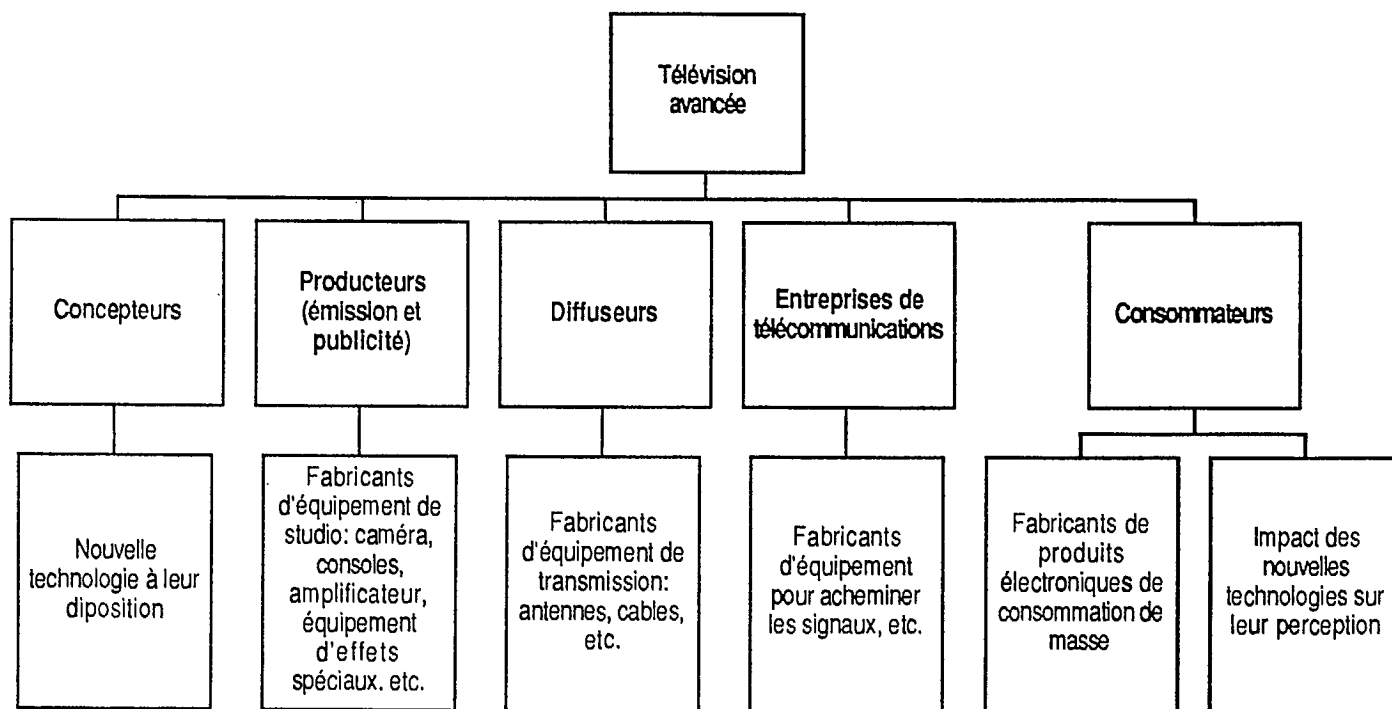 Télévision
avancée
Concepteurs
Producteurs
(émission et
publicité)
Diffuseurs
Entreprises de
télécommunications
Consommateurs
Nouvelle
technologie à leur
diposition
Fabricants
d'équipement de
studio: caméra,
consoles,
amplificateur,
équipement
d'effets
spéciaux. etc.
Fabricants
d'équipement de
transmission:
antennes, cables,
etc.
Fabricants
d'équipement
pour acheminer
les signaux, etc.
Fabricants de
produits
électroniques de
consommation de
masse
Impact des
nouvelles
technologies sur
leur perception